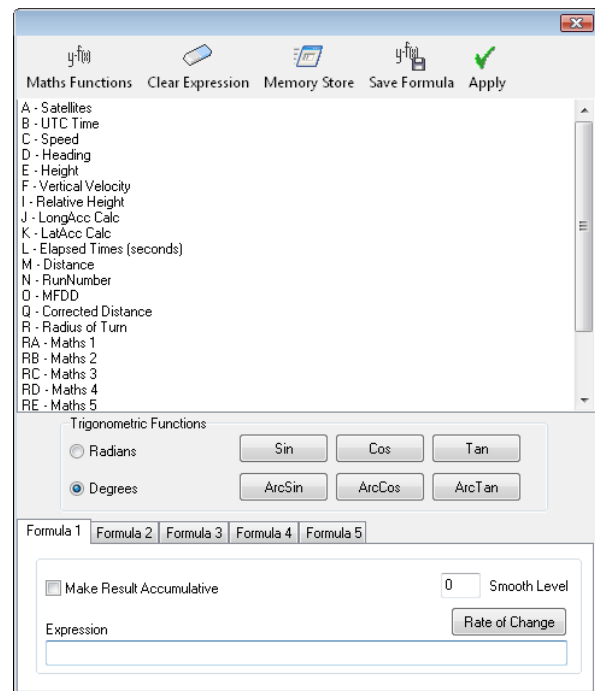 y-f(x) y-f(x)
Maths Functions Clear Expression Memory Store Save Formula Apply
A - Satellites
B - UTC Time
C - Speed
D - Heading
E - Height
F - Vertical Velocity
I - Relative Height
J - LongAcc Calc
K - LatAcc Calc
L - Elapsed Times (seconds)
M - Distance
N - RunNumber
O - MFDD
Q - Corrected Distance
R - Radius of Turn
RA - Maths 1
RB - Maths 2
RC - Maths 3
RD - Maths 4
RE - Maths 5
Trigonometric Functions
Radians Sin Cos Tan
Degrees ArcSin ArcCos ArcTan
Formula 1 Formula 2 Formula 3 Formula 4 Formula 5
Make Result Accumulative 0 Smooth Level
Expression Rate of Change